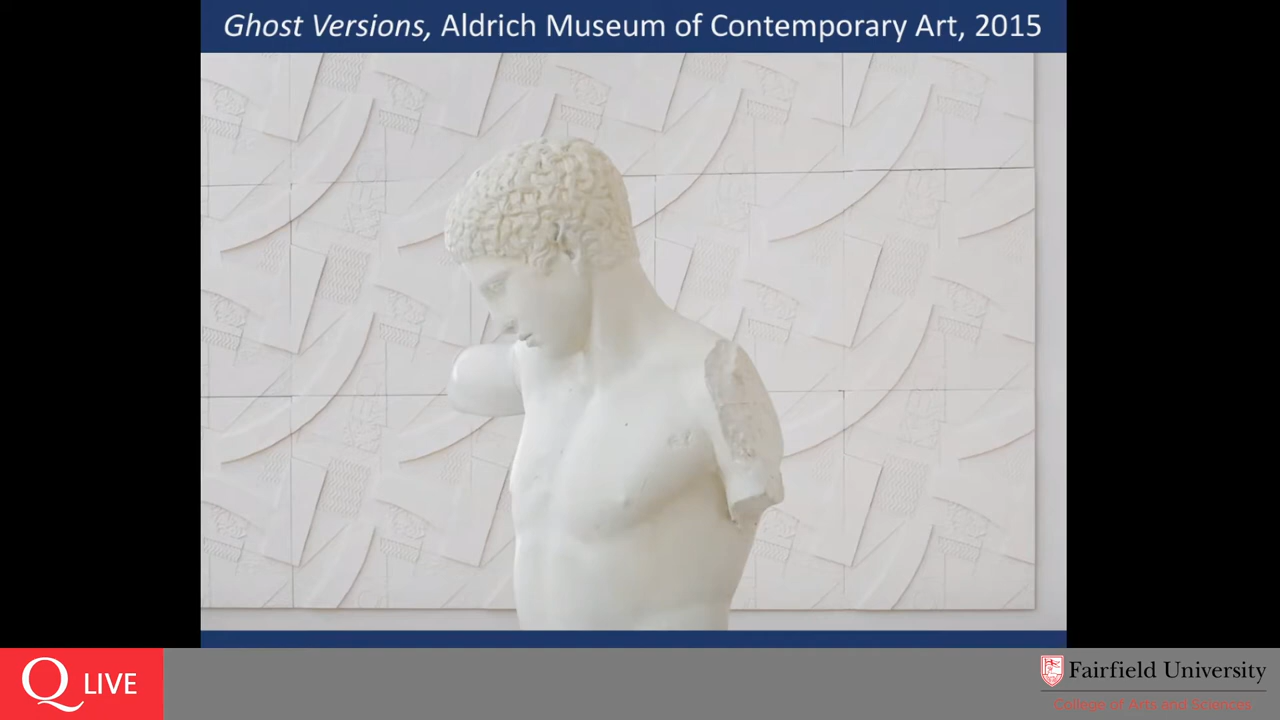 Ghost Versions, Aldrich Museum of Contemporary Art, 2015
Q LIVE
Fairfield University
College of Arts and Sciences